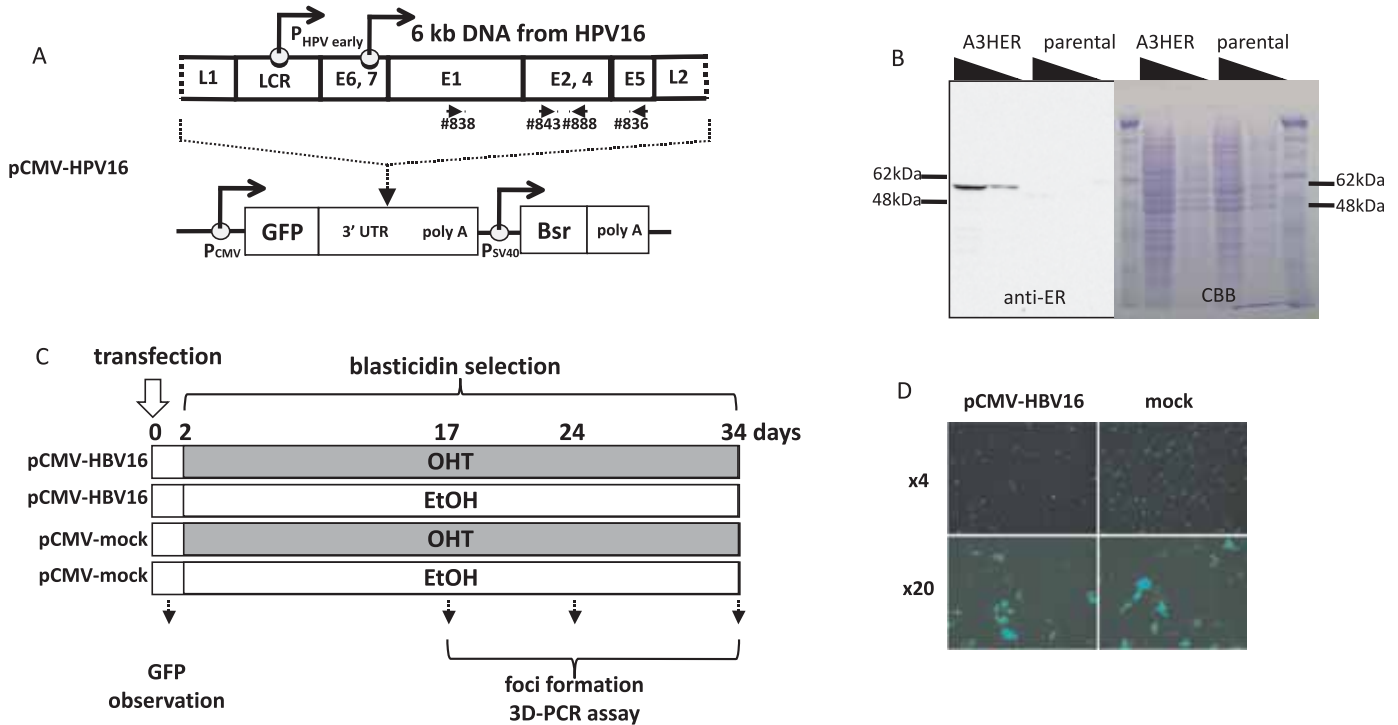 A
P HPV early
6 kb DNA from HPV16
L1 LCR E6, 7 E1 E2, 4 E5 L2
#838 #843 #888 #836
pCMV-HPV16
GFP 3’ UTR poly A Bsr poly A
PCMV PSV40
B
A3HER parental A3HER parental
62kDa 62kDa
48kDa 48kDa
anti-ER CBB
C
transfection
blasticidin selection
0 2 17 24 34 days
pCMV-HBV16 OHT
pCMV-HBV16 EtOH
pCMV-mock OHT
pCMV-mock EtOH
GFP
observation
foci formation
3D-PCR assay
D
pCMV-HBV16 mock
x4
x20